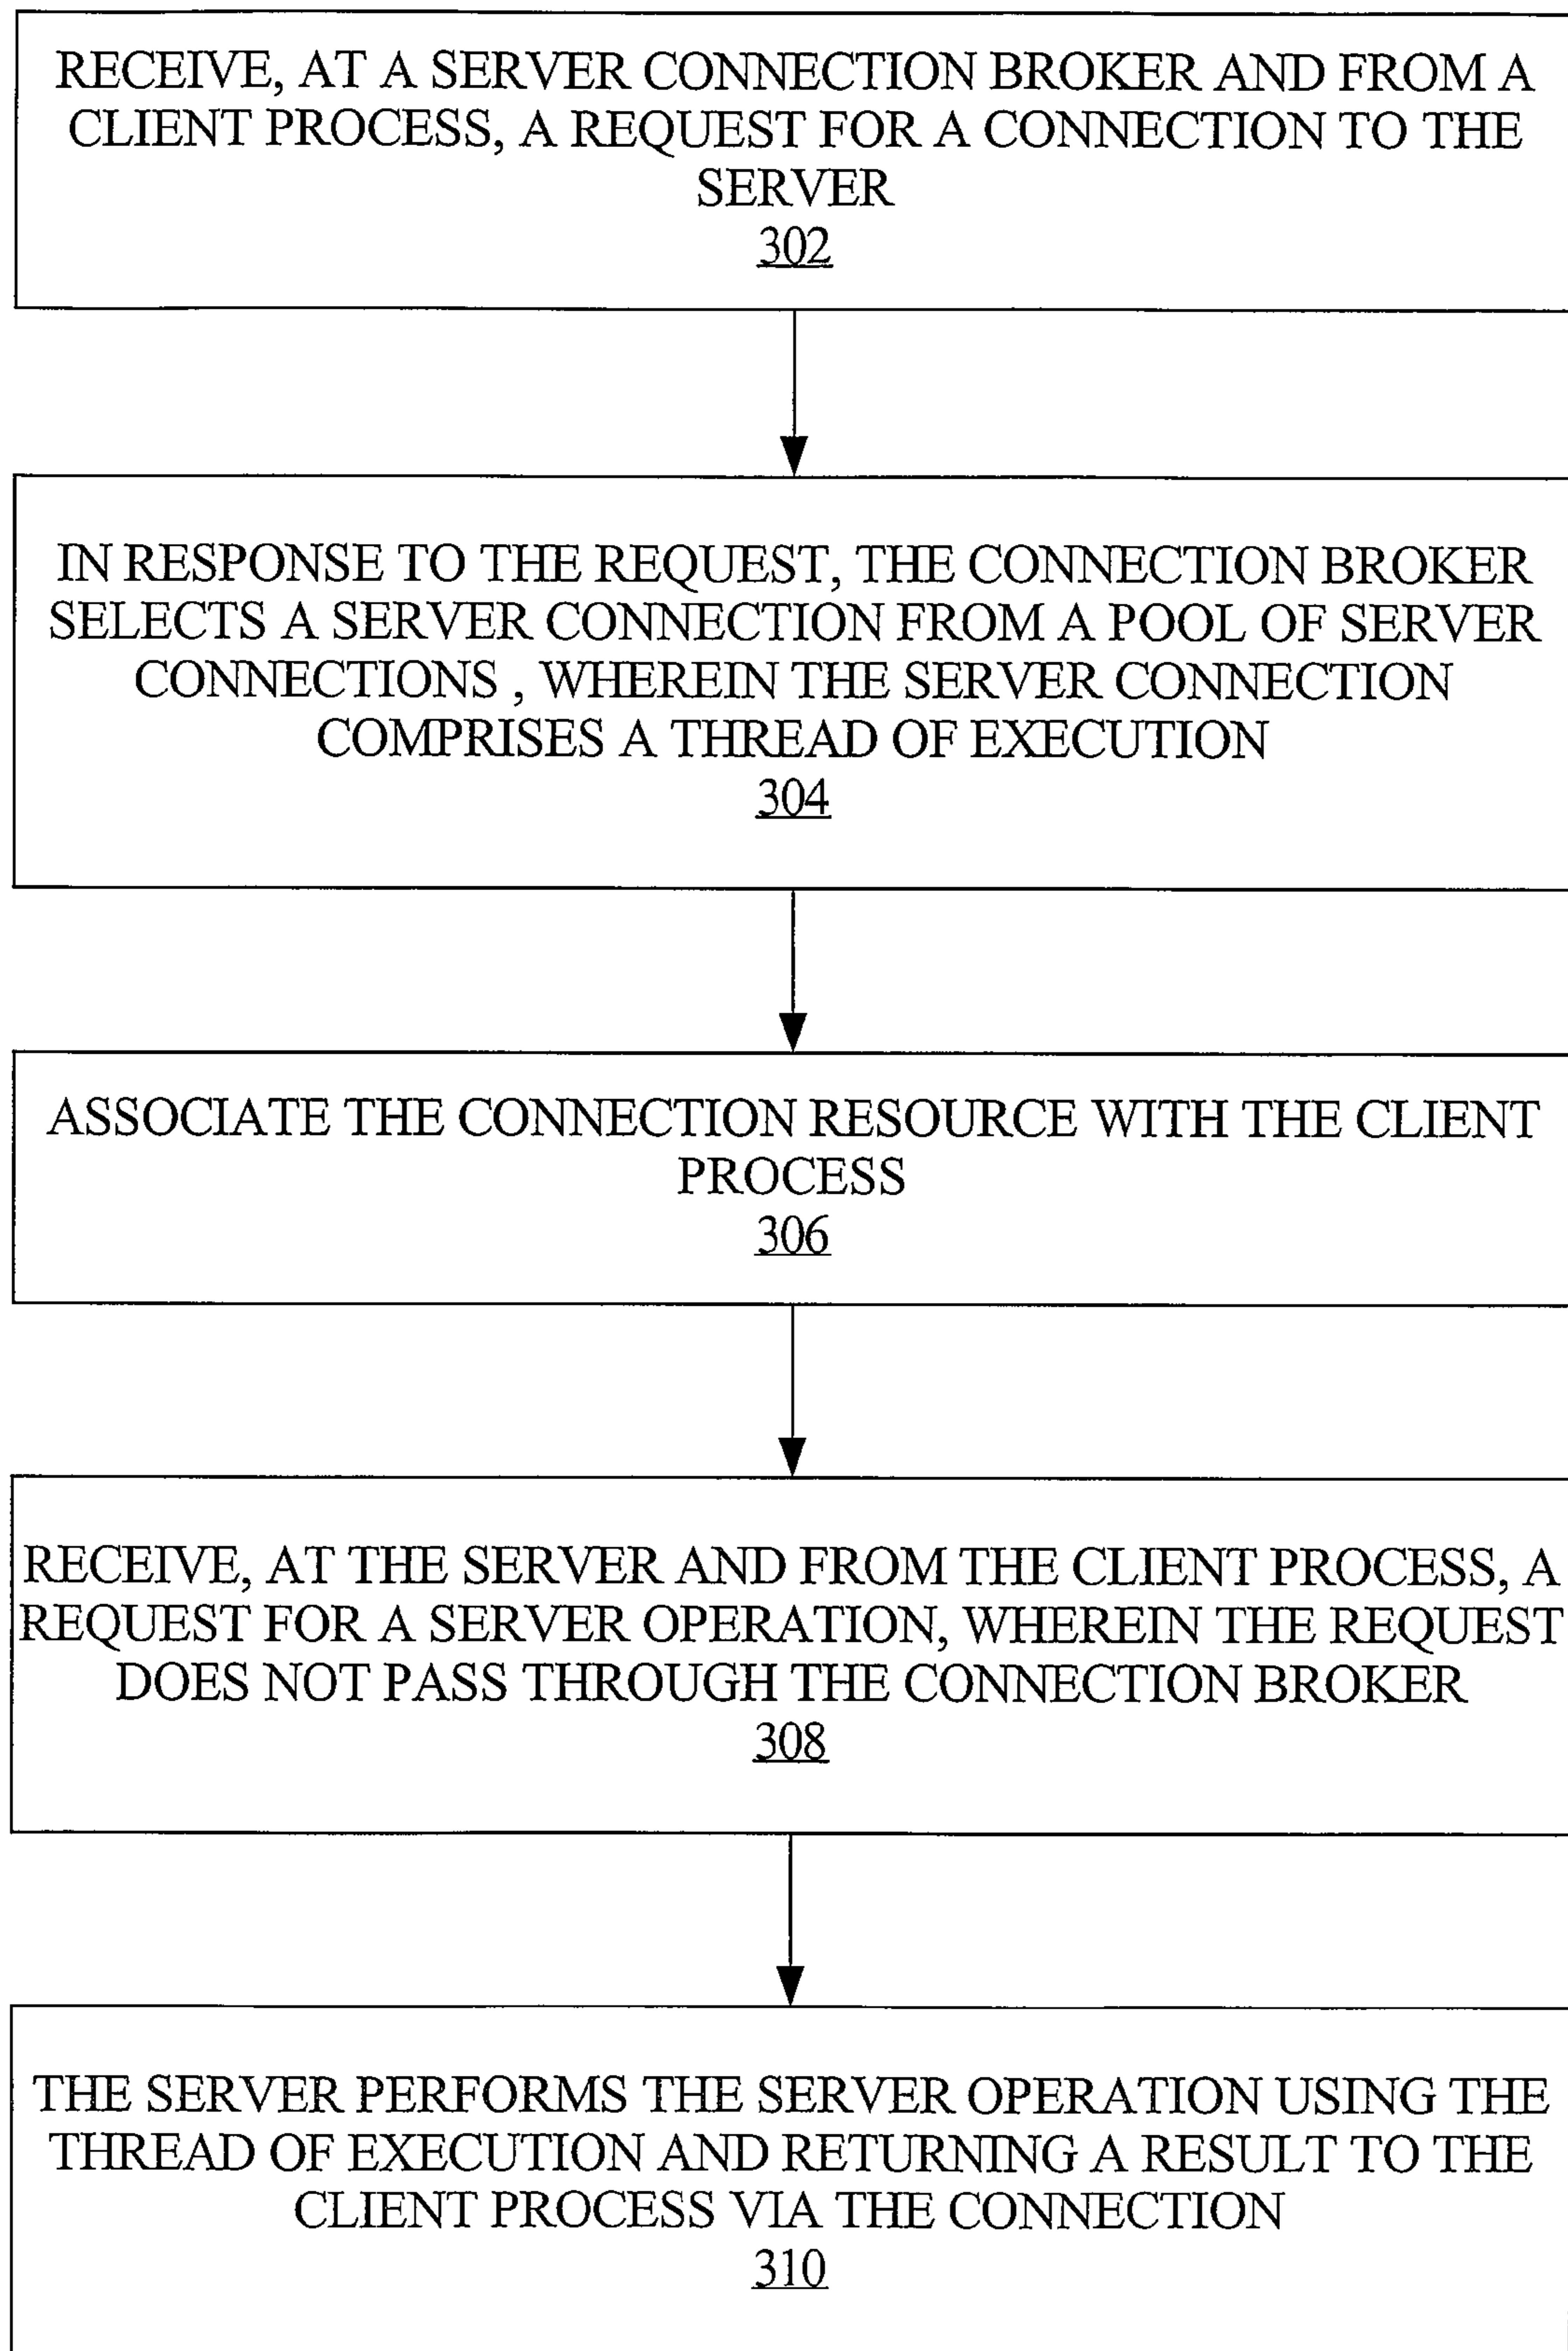 RECEIVE, AT A SERVER CONNECTION BROKER AND FROM A
CLIENT PROCESS, A REQUEST FOR A CONNECTION TO THE
SERVER
302
IN RESPONSE TO THE REQUEST, THE CONNECTION BROKER
SELECTS A SERVER CONNECTION FROM A POOL OF SERVER
CONNECTIONS , WHEREIN THE SERVER CONNECTION
COMPRISES A THREAD OF EXECUTION
304
ASSOCIATE THE CONNECTION RESOURCE WITH THE CLIENT
PROCESS
306
RECEIVE, AT THE SERVER AND FROM THE CLIENT PROCESS, A
REQUEST FOR A SERVER OPERATION, WHEREIN THE REQUEST
DOES NOT PASS THROUGH THE CONNECTION BROKER
308
THE SERVER PERFORMS THE SERVER OPERATION USING THE
THREAD OF EXECUTION AND RETURNING A RESULT TO THE
CLIENT PROCESS VIA THE CONNECTION
310